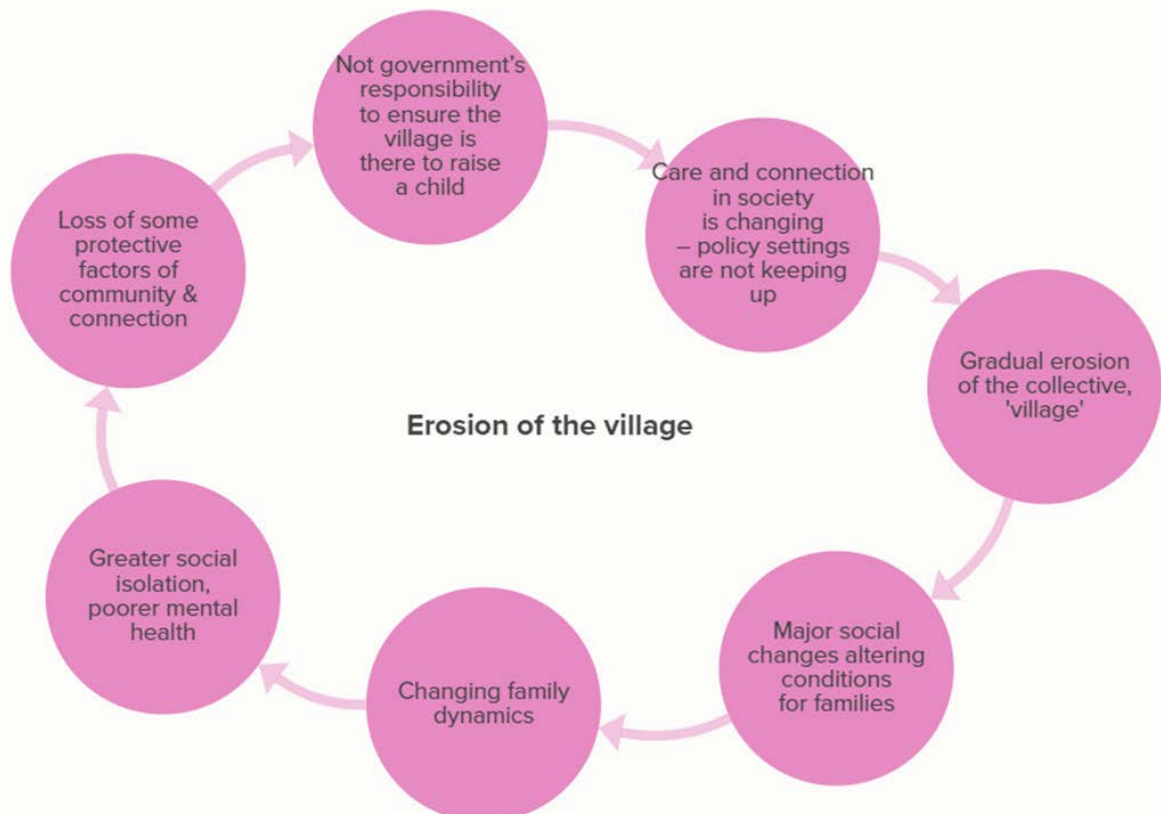 Not government’s
responsibility
to ensure the
village is
there to raise
a child
Care and connection
in society
is changing
– policy settings
are not keeping
up
Gradual erosion
of the collective,
'village'
Major social
changes altering
conditions
for families
Changing family
dynamics
Greater social
isolation,
poorer mental
health
Loss of some
protective
factors of
community &
connection
Erosion of the village